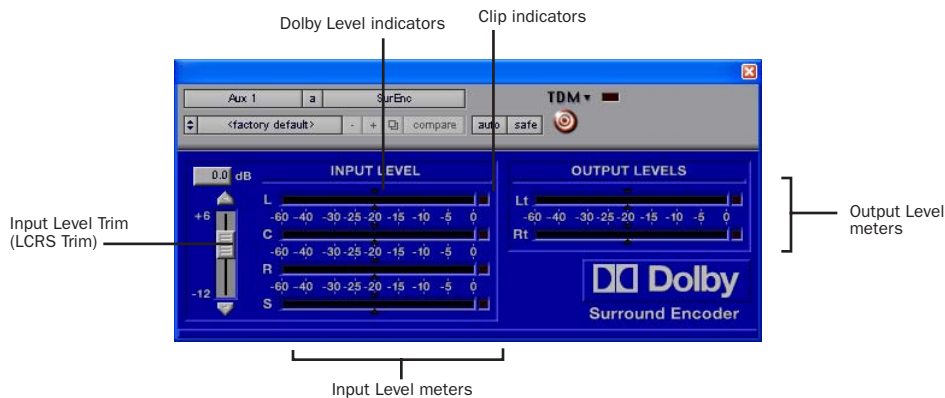 Dolby Level indicators
Clip indicators
Aux 1 a SurEnc
TDM
<factory default> - + compare auto safe
0.0 dB
INPUT LEVEL
OUTPUT LEVELS
L
Lt
+6
-60 -40 -30 -25 -20 -15 -10 -5 0
-60 -40 -30 -25 -20 -15 -10 -5 0
C
Rt
-60 -40 -30 -25 -20 -15 -10 -5 0
R
-60 -40 -30 -25 -20 -15 -10 -5 0
S
-12
Input Level Trim
(LCRS Trim)
Output Level
meters
Dolby
Surround Encoder
Input Level meters